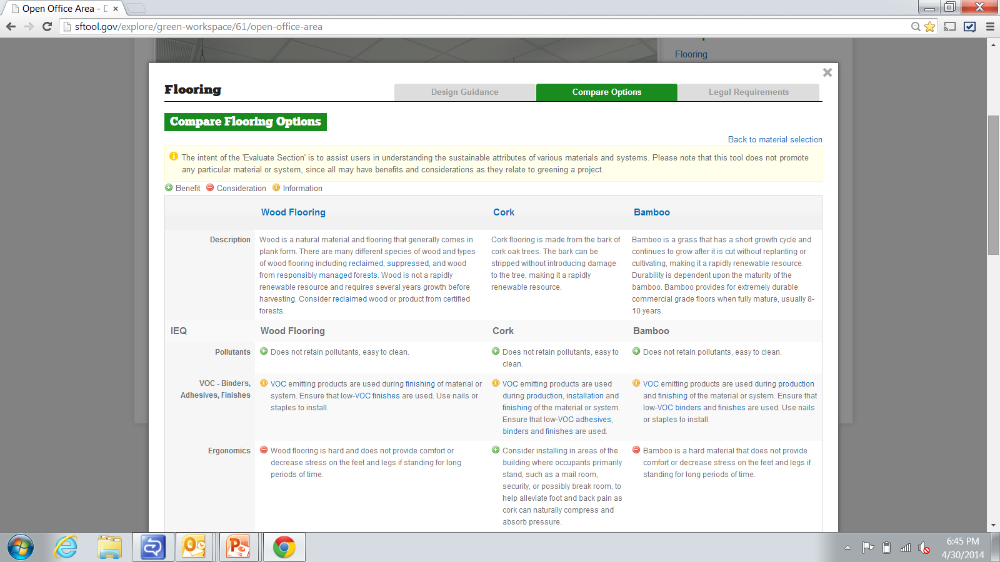 Open Office Area - D
sftool.gov/explore/green-workspace/61/open-office-area
Flooring
Flooring
Design Guidance
Compare Options
Legal Requirements
Compare Flooring Options
Back to material selection
The intent of the 'Evaluate Section' is to assist users in understanding the sustainable attributes of various materials and systems. Please note that this tool does not promote
any particular material or system, since all may have benefits and considerations as they relate to greening a project.
Benefit Consideration Information
Wood Flooring Cork Bamboo
Description
Wood is a natural material and flooring that generally comes in
plank form. There are many different species of wood and types
of wood flooring including reclaimed, suppressed, and wood
from responsibly managed forests. Wood is not a rapidly
renewable resource and requires several years growth before
harvesting. Consider reclaimed wood or product from certified
forests.
Cork flooring is made from the bark of
cork oak trees. The bark can be
stripped without introducing damage
to the tree, making it a rapidly
renewable resource.
Bamboo is a grass that has a short growth cycle and
continues to grow after it is cut without replanting or
cultivating, making it a rapidly renewable resource.
Durability is dependent upon the maturity of the
bamboo. Bamboo provides for extremely durable
commercial grade floors when fully mature, usually 8-
10 years.
IEQ Wood Flooring Cork Bamboo
Pollutants
Does not retain pollutants, easy to clean.
Does not retain pollutants, easy to
clean.
Does not retain pollutants, easy to clean.
VOC - Binders,
Adhesives, Finishes
VOC emitting products are used during finishing of material or
system. Ensure that low-VOC finishes are used. Use nails or
staples to install.
VOC emitting products are used
during production, installation and
finishing of the material or system.
Ensure that low-VOC adhesives,
binders and finishes are used.
VOC emitting products are used during production
and finishing of the material or system. Ensure that
low-VOC binders and finishes are used. Use nails
or staples to install.
Ergonomics
Wood flooring is hard and does not provide comfort or
decrease stress on the feet and legs if standing for long
periods of time.
Consider installing in areas of the
building where occupants primarily
stand, such as a mail room,
security, or possibly break room, to
help alleviate foot and back pain as
cork can naturally compress and
absorb pressure.
Bamboo is a hard material that does not provide
comfort or decrease stress on the feet and legs if
standing for long periods of time.
6:45 PM
4/30/2014